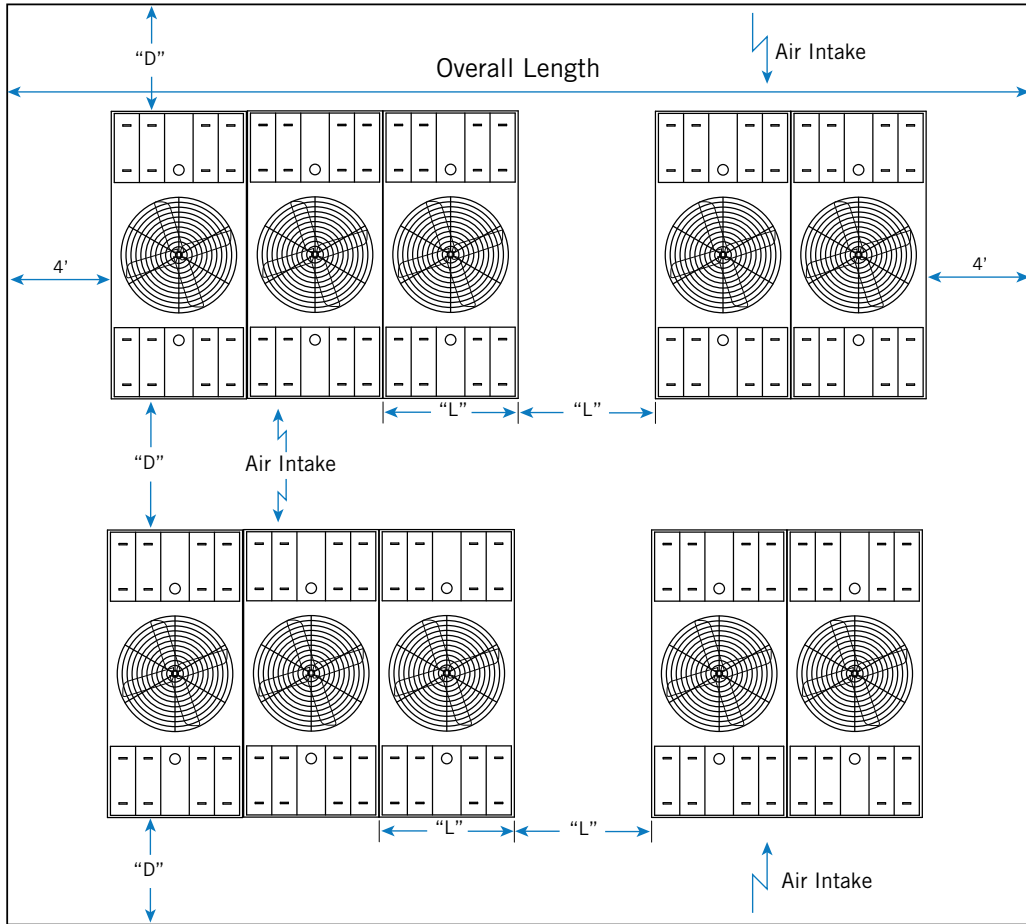 “D”
Air Intake
Overall Length
4’
4’
“L”
“L”
“D”
Air Intake
“L”
“L”
“D”
Air Intake